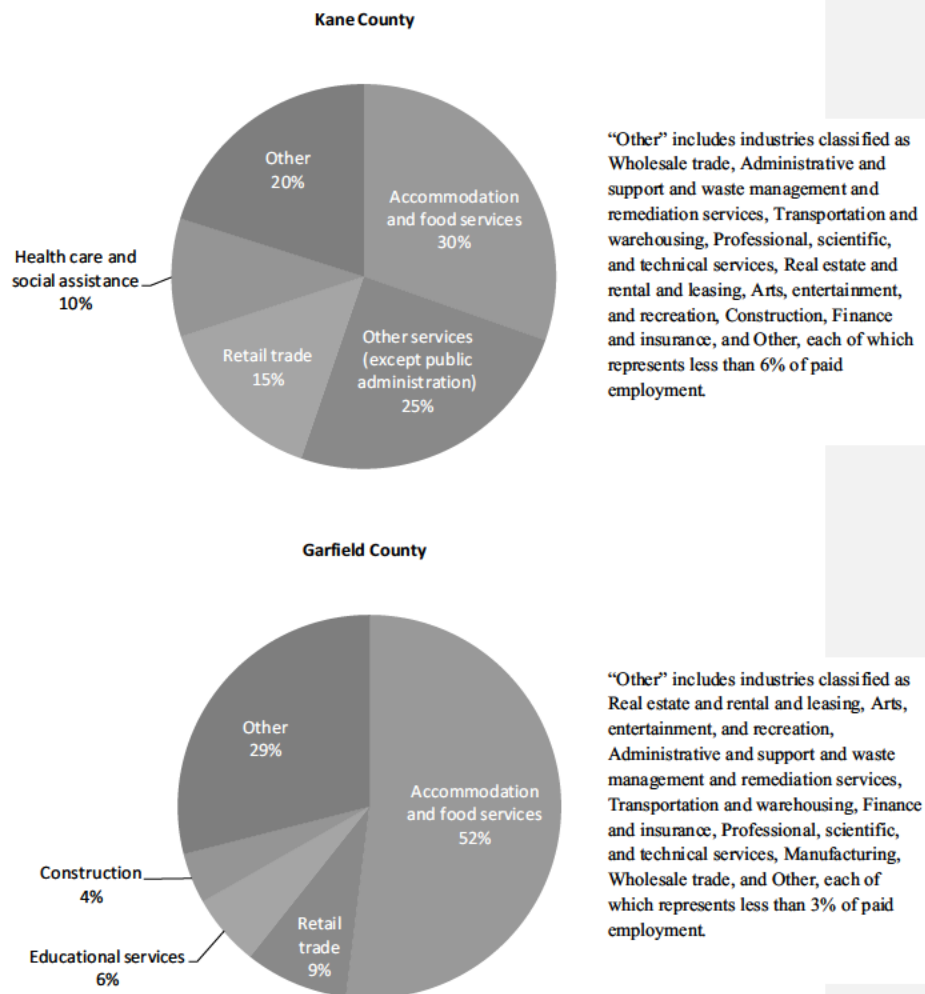 Kane County
Other
20%
Accommodation
and food services
30%
Health care and
social assistance
10%
Retail trade
15%
Other services
(except public
administration)
25%
“Other” includes industries classified as
Wholesale trade, Administrative and
support and waste management and
remediation services, Transportation and
warehousing, Professional, scientific,
and technical services, Real estate and
rental and leasing, Arts, entertainment,
and recreation, Construction, Finance
and insurance, and Other, each of which
represents less than 6% of paid
employment.
Garfield County
Other
29%
Accommodation
and food services
52%
Construction
4%
Educational services
6%
Retail
trade
9%
“Other” includes industries classified as
Real estate and rental and leasing, Arts,
entertainment, and recreation,
Administrative and support and waste
management and remediation services,
Transportation and warehousing, Finance
and insurance, Professional, scientific,
and technical services, Manufacturing,
Wholesale trade, and Other, each of
which represents less than 3% of paid
employment.